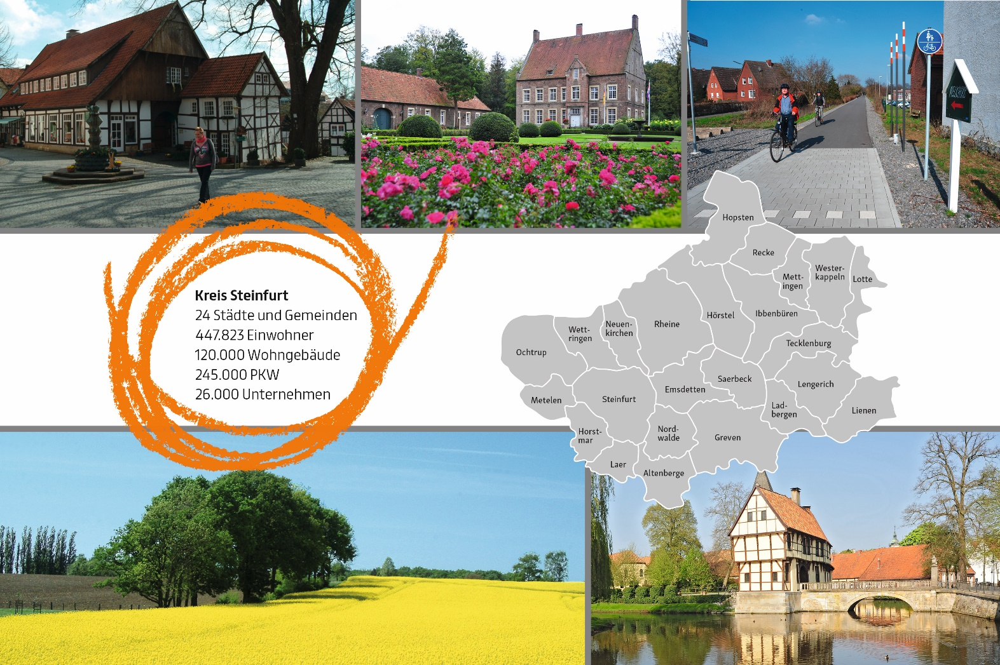 MELKHUS
Kreis Steinfurt
24 Städte und Gemeinden
447.823 Einwohner
120.000 Wohngebäude
245.000 PKW
26.000 Unternehmen
Hopsten
Recke
Mett-
ingen
Wester-
kappeln
Lotte
Ibbenbüren
Hörstel
Rheine
Neuen-
kirchen
Wett-
ringen
Ochtrup
Tecklenburg
Metelen
Steinfurt
Emsdetten
Saerbeck
Lengerich
Lad-
bergen
Lienen
Horst-
mar
Nord-
walde
Greven
Laer
Altenberge